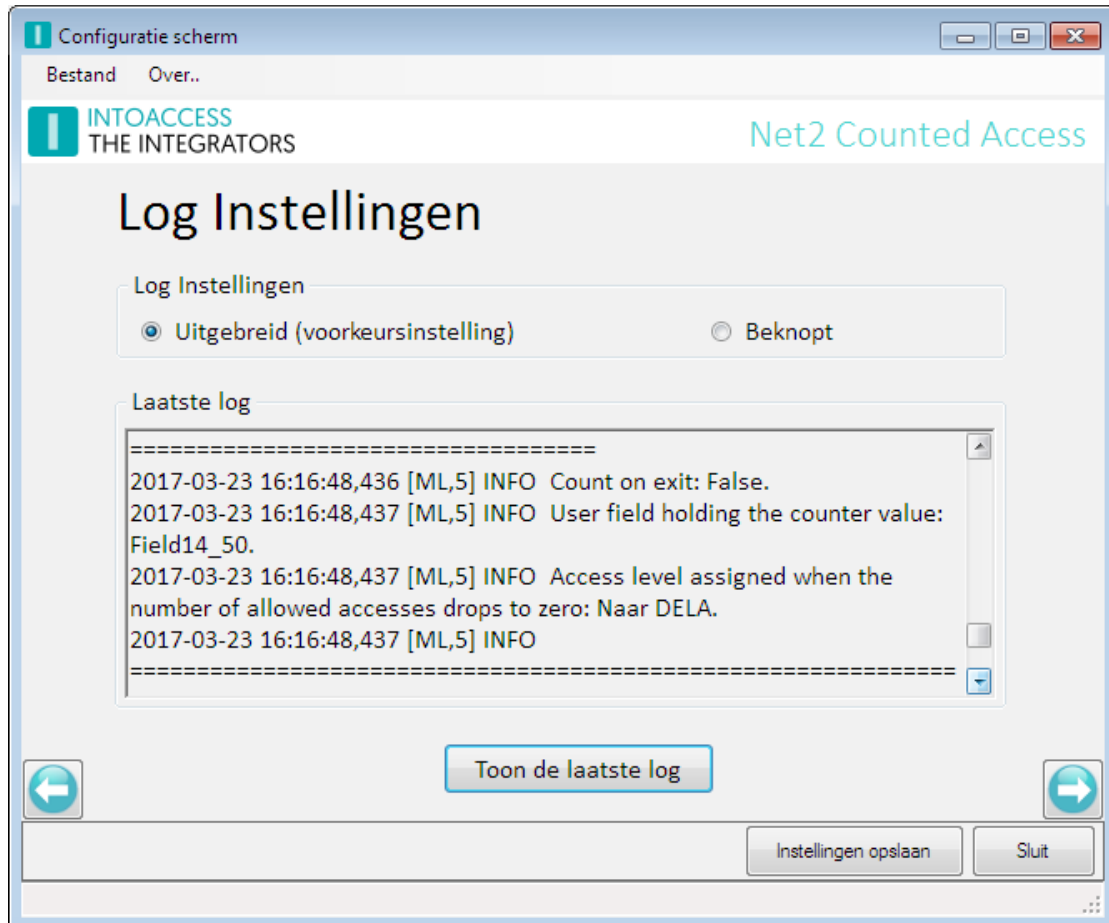 Configuratie scherm
Bestand Over..
INTOACCESS
THE INTEGRATORS
Net2 Counted Access
Log Instellingen
Log Instellingen
Uitgebreid (voorkeursinstelling) Beknopt
Laatste log
===================================
2017-03-23 16:16:48,436 [ML,5] INFO  Count on exit: False.
2017-03-23 16:16:48,437 [ML,5] INFO  User field holding the counter value:
Field14_50.
2017-03-23 16:16:48,437 [ML,5] INFO  Access level assigned when the
number of allowed accesses drops to zero: Naar DELA.
2017-03-23 16:16:48,437 [ML,5] INFO
==============================================================
Toon de laatste log
Instellingen opslaan Sluit